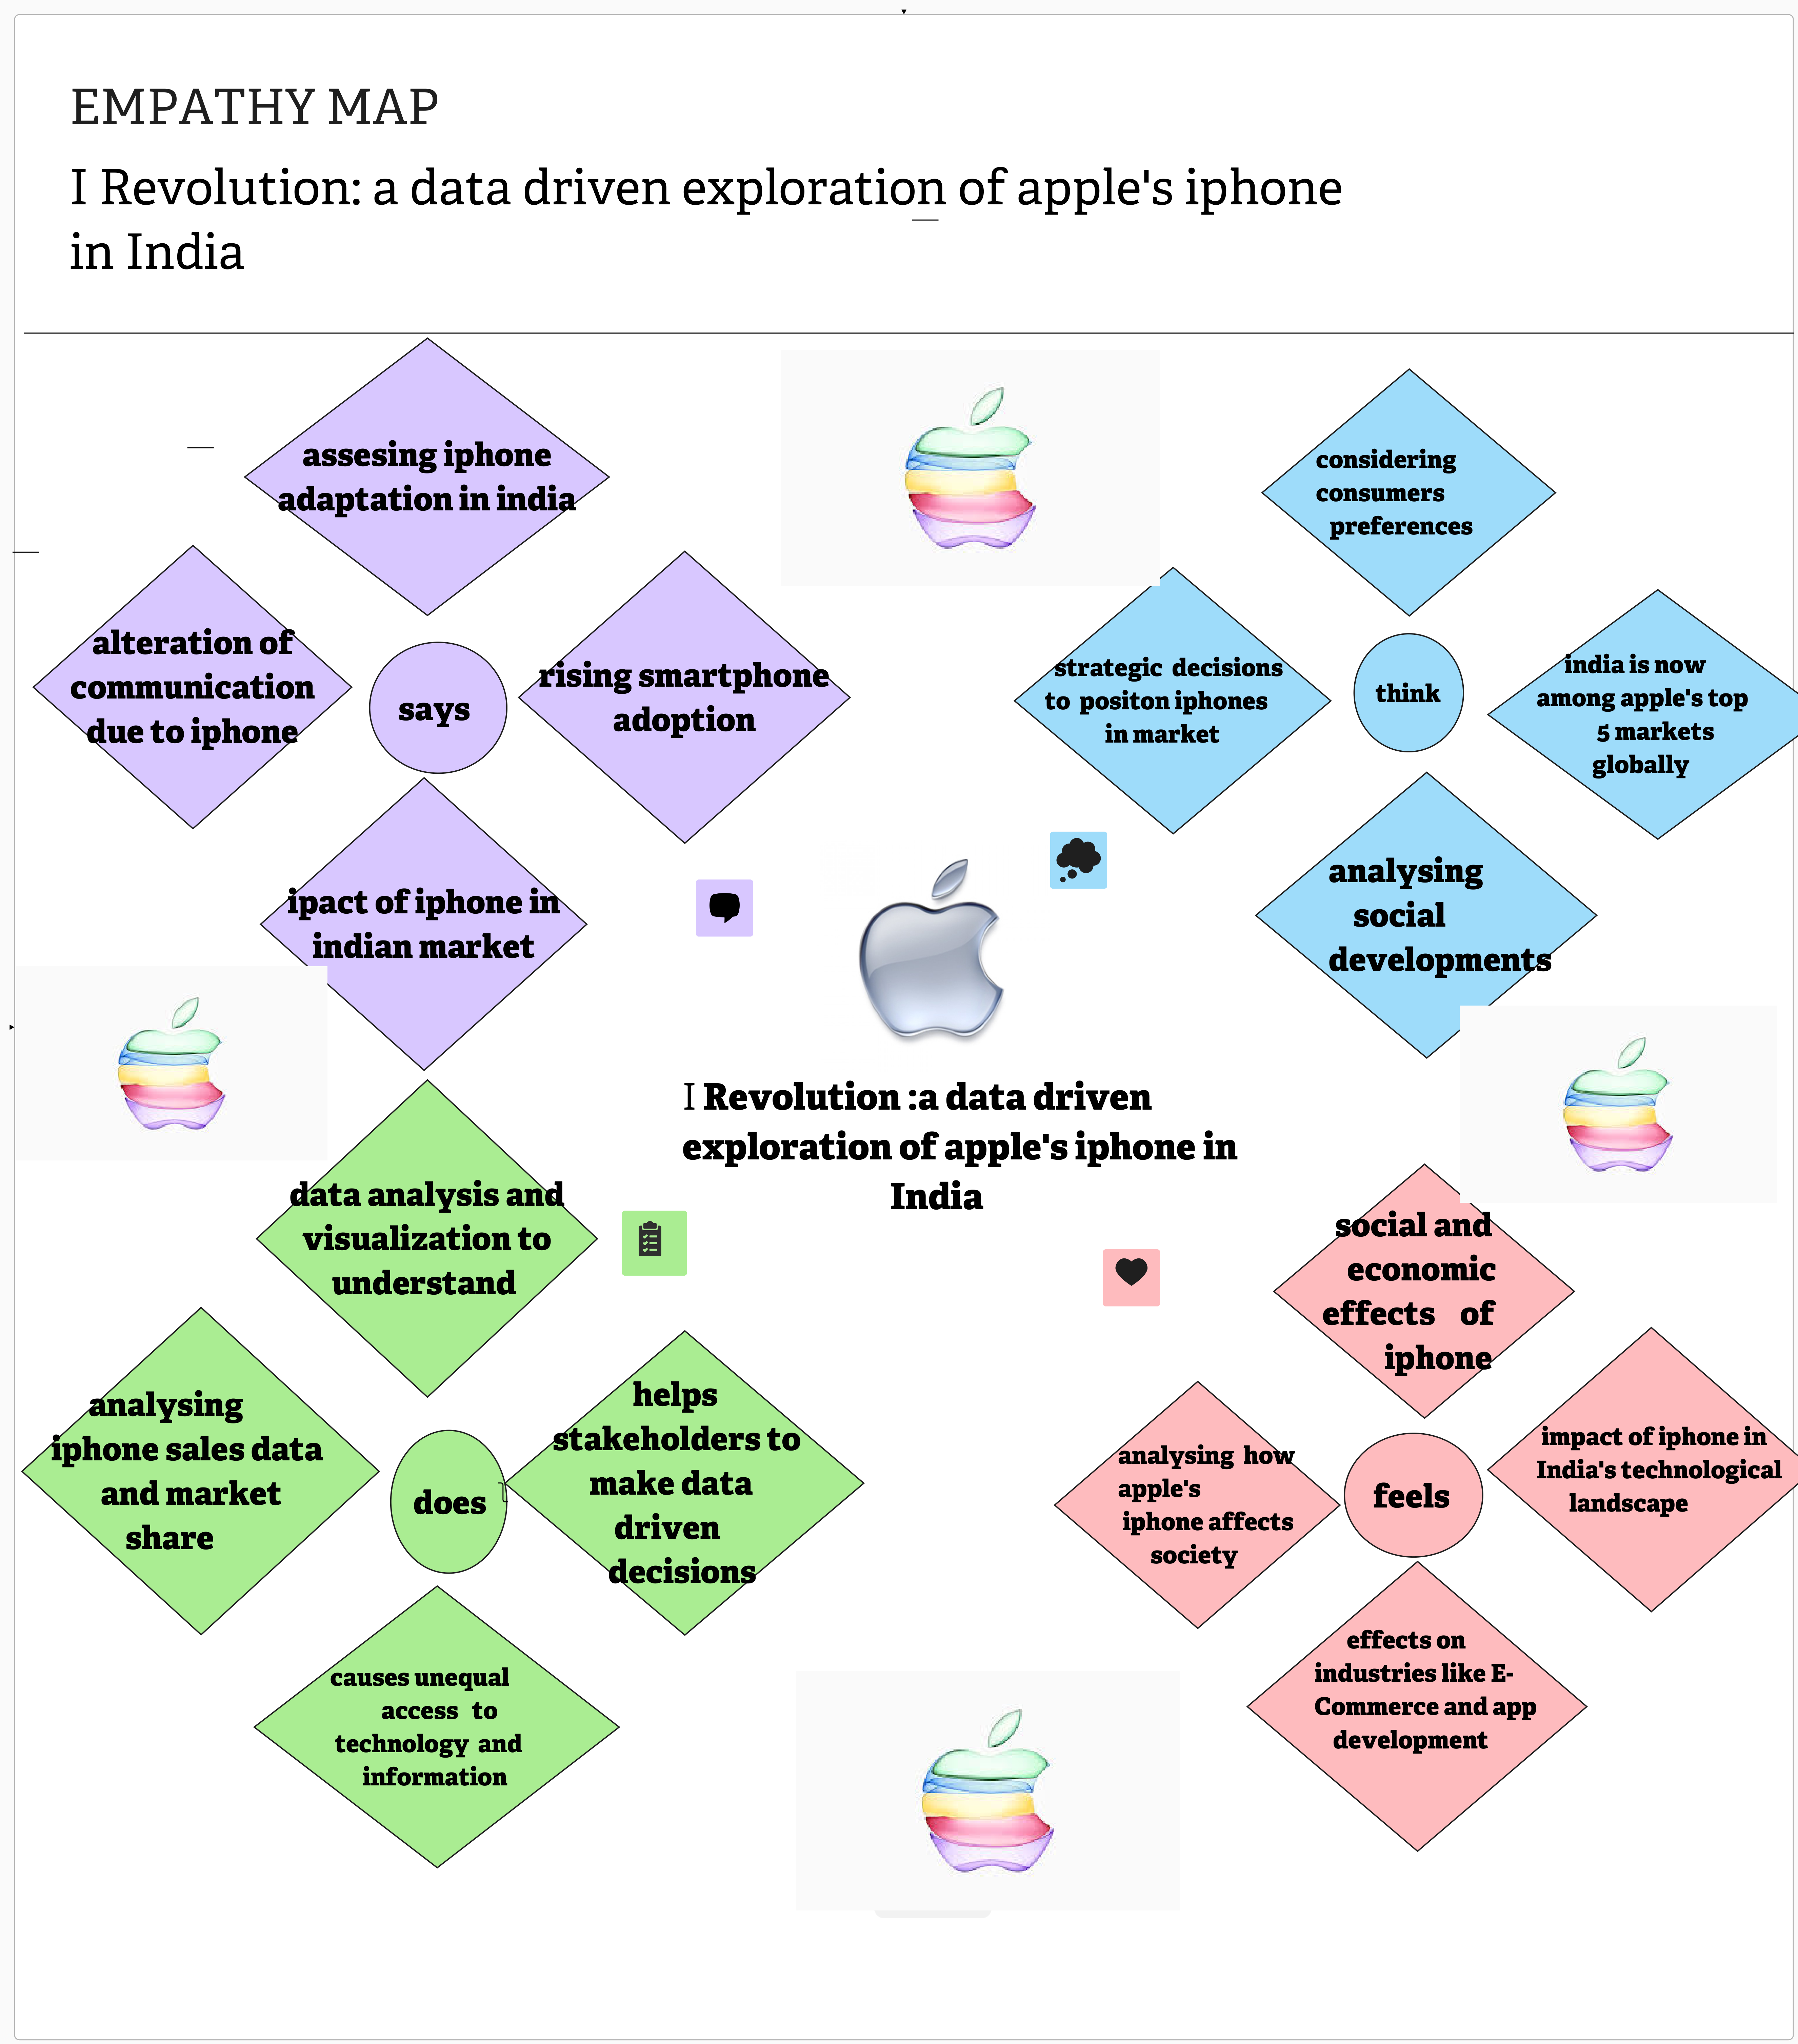 EMPATHY MAP
I Revolution: a data driven exploration of apple's iphone
in India
assesing iphone
adaptation in india
alteration of
communication
due to iphone
says
rising smartphone
adoption
ipact of iphone in
indian market
considering
consumers
preferences
strategic decisions
to positon iphones
in market
think
india is now
among apple's top
5 markets
globally
analysing
social
developments
I Revolution :a data driven
exploration of apple's iphone in
India
data analysis and
visualization to
understand
analysing
iphone sales data
and market
share
does
helps
stakeholders to
make data
driven
decisions
causes unequal
access to
technology and
information
social and
economic
effects of
iphone
analysing how
apple's
iphone affects
society
feels
impact of iphone in
India's technological
landscape
effects on
industries like E-
Commerce and app
development